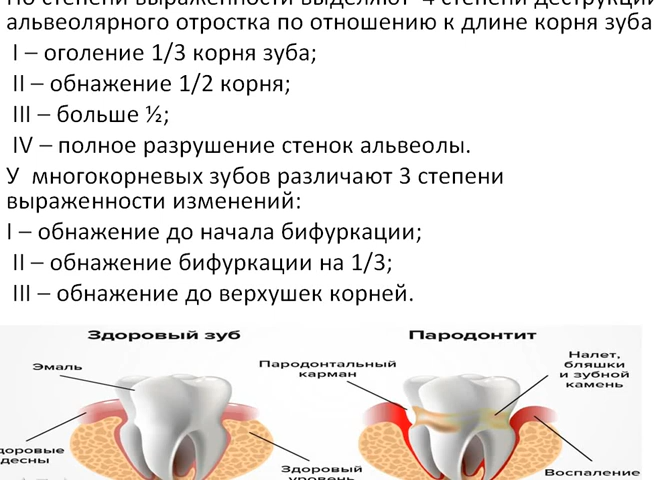 По степени выраженности выделяют 4 степени деструкции
альвеолярного отростка по отношению к длине корня зуба
I – оголение 1/3 корня зуба;
II – обнажение 1/2 корня;
III – больше ½;
IV – полное разрушение стенок альвеолы.
У многокорневых зубов различают 3 степени
выраженности изменений:
I – обнажение до начала бифуркации;
II – обнажение бифуркации на 1/3;
III – обнажение до верхушек корней.
Здоровый зуб
Пародонтит
Эмаль
Пародонтальный
карман
Налет,
бляшки
и зубной
камень
доровые
десны
Здоровый
уровень
Воспаление